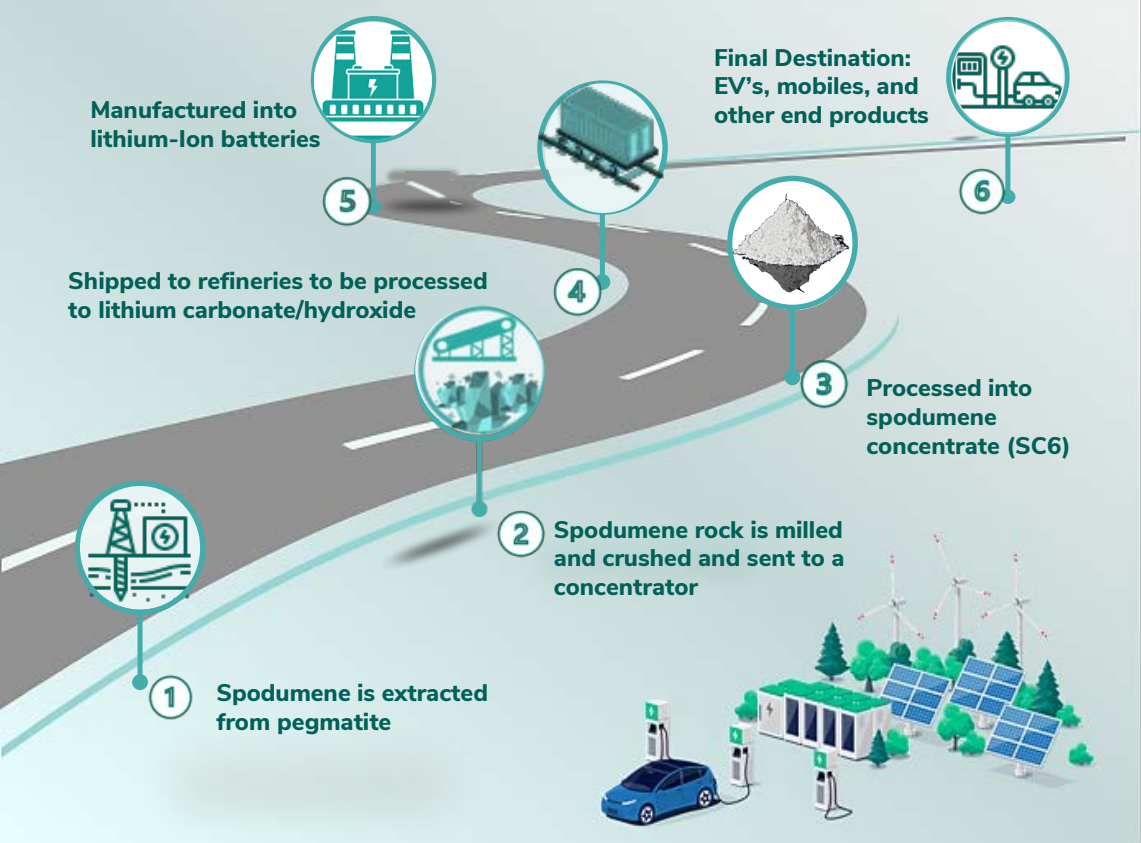 Final Destination:
EV's, mobiles, and
other end products
Manufactured into
lithium-Ion batteries
6
5
Shipped to refineries to be processed
to lithium carbonate/hydroxide
4
3
Processed into
spodumene
concentrate (SC6)
2
Spodumene rock is milled
and crushed and sent to a
concentrator
1
Spodumene is extracted
from pegmatite